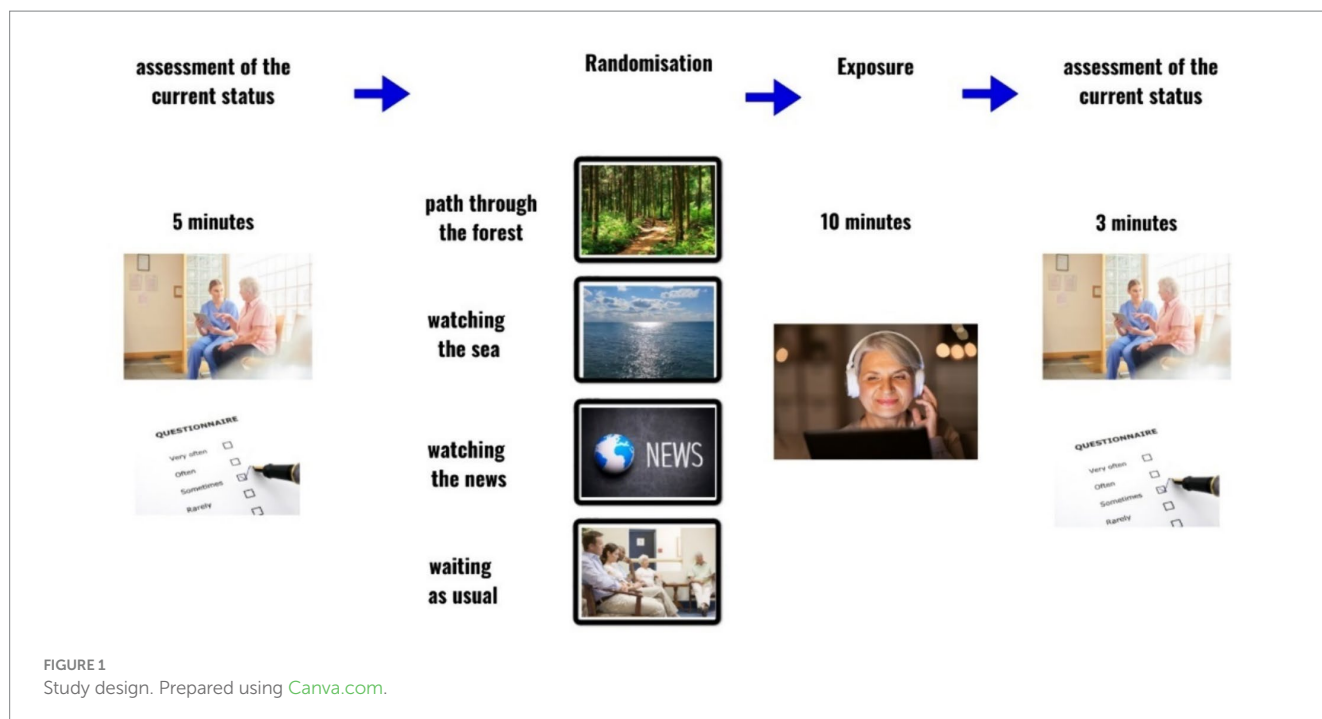 assessment of the
current status
Randomisation
Exposure
assessment of the
current status
5 minutes
path through
the forest
10 minutes
3 minutes
watching
the sea
QUESTIONNAIRE
Very often
Often
Sometimes
Rarely
watching
the news
NEWS
QUESTIONNAIRE
Very often
Often
Sometimes
Rarely
waiting
as usual
FIGURE 1
Study design. Prepared using Canva.com.